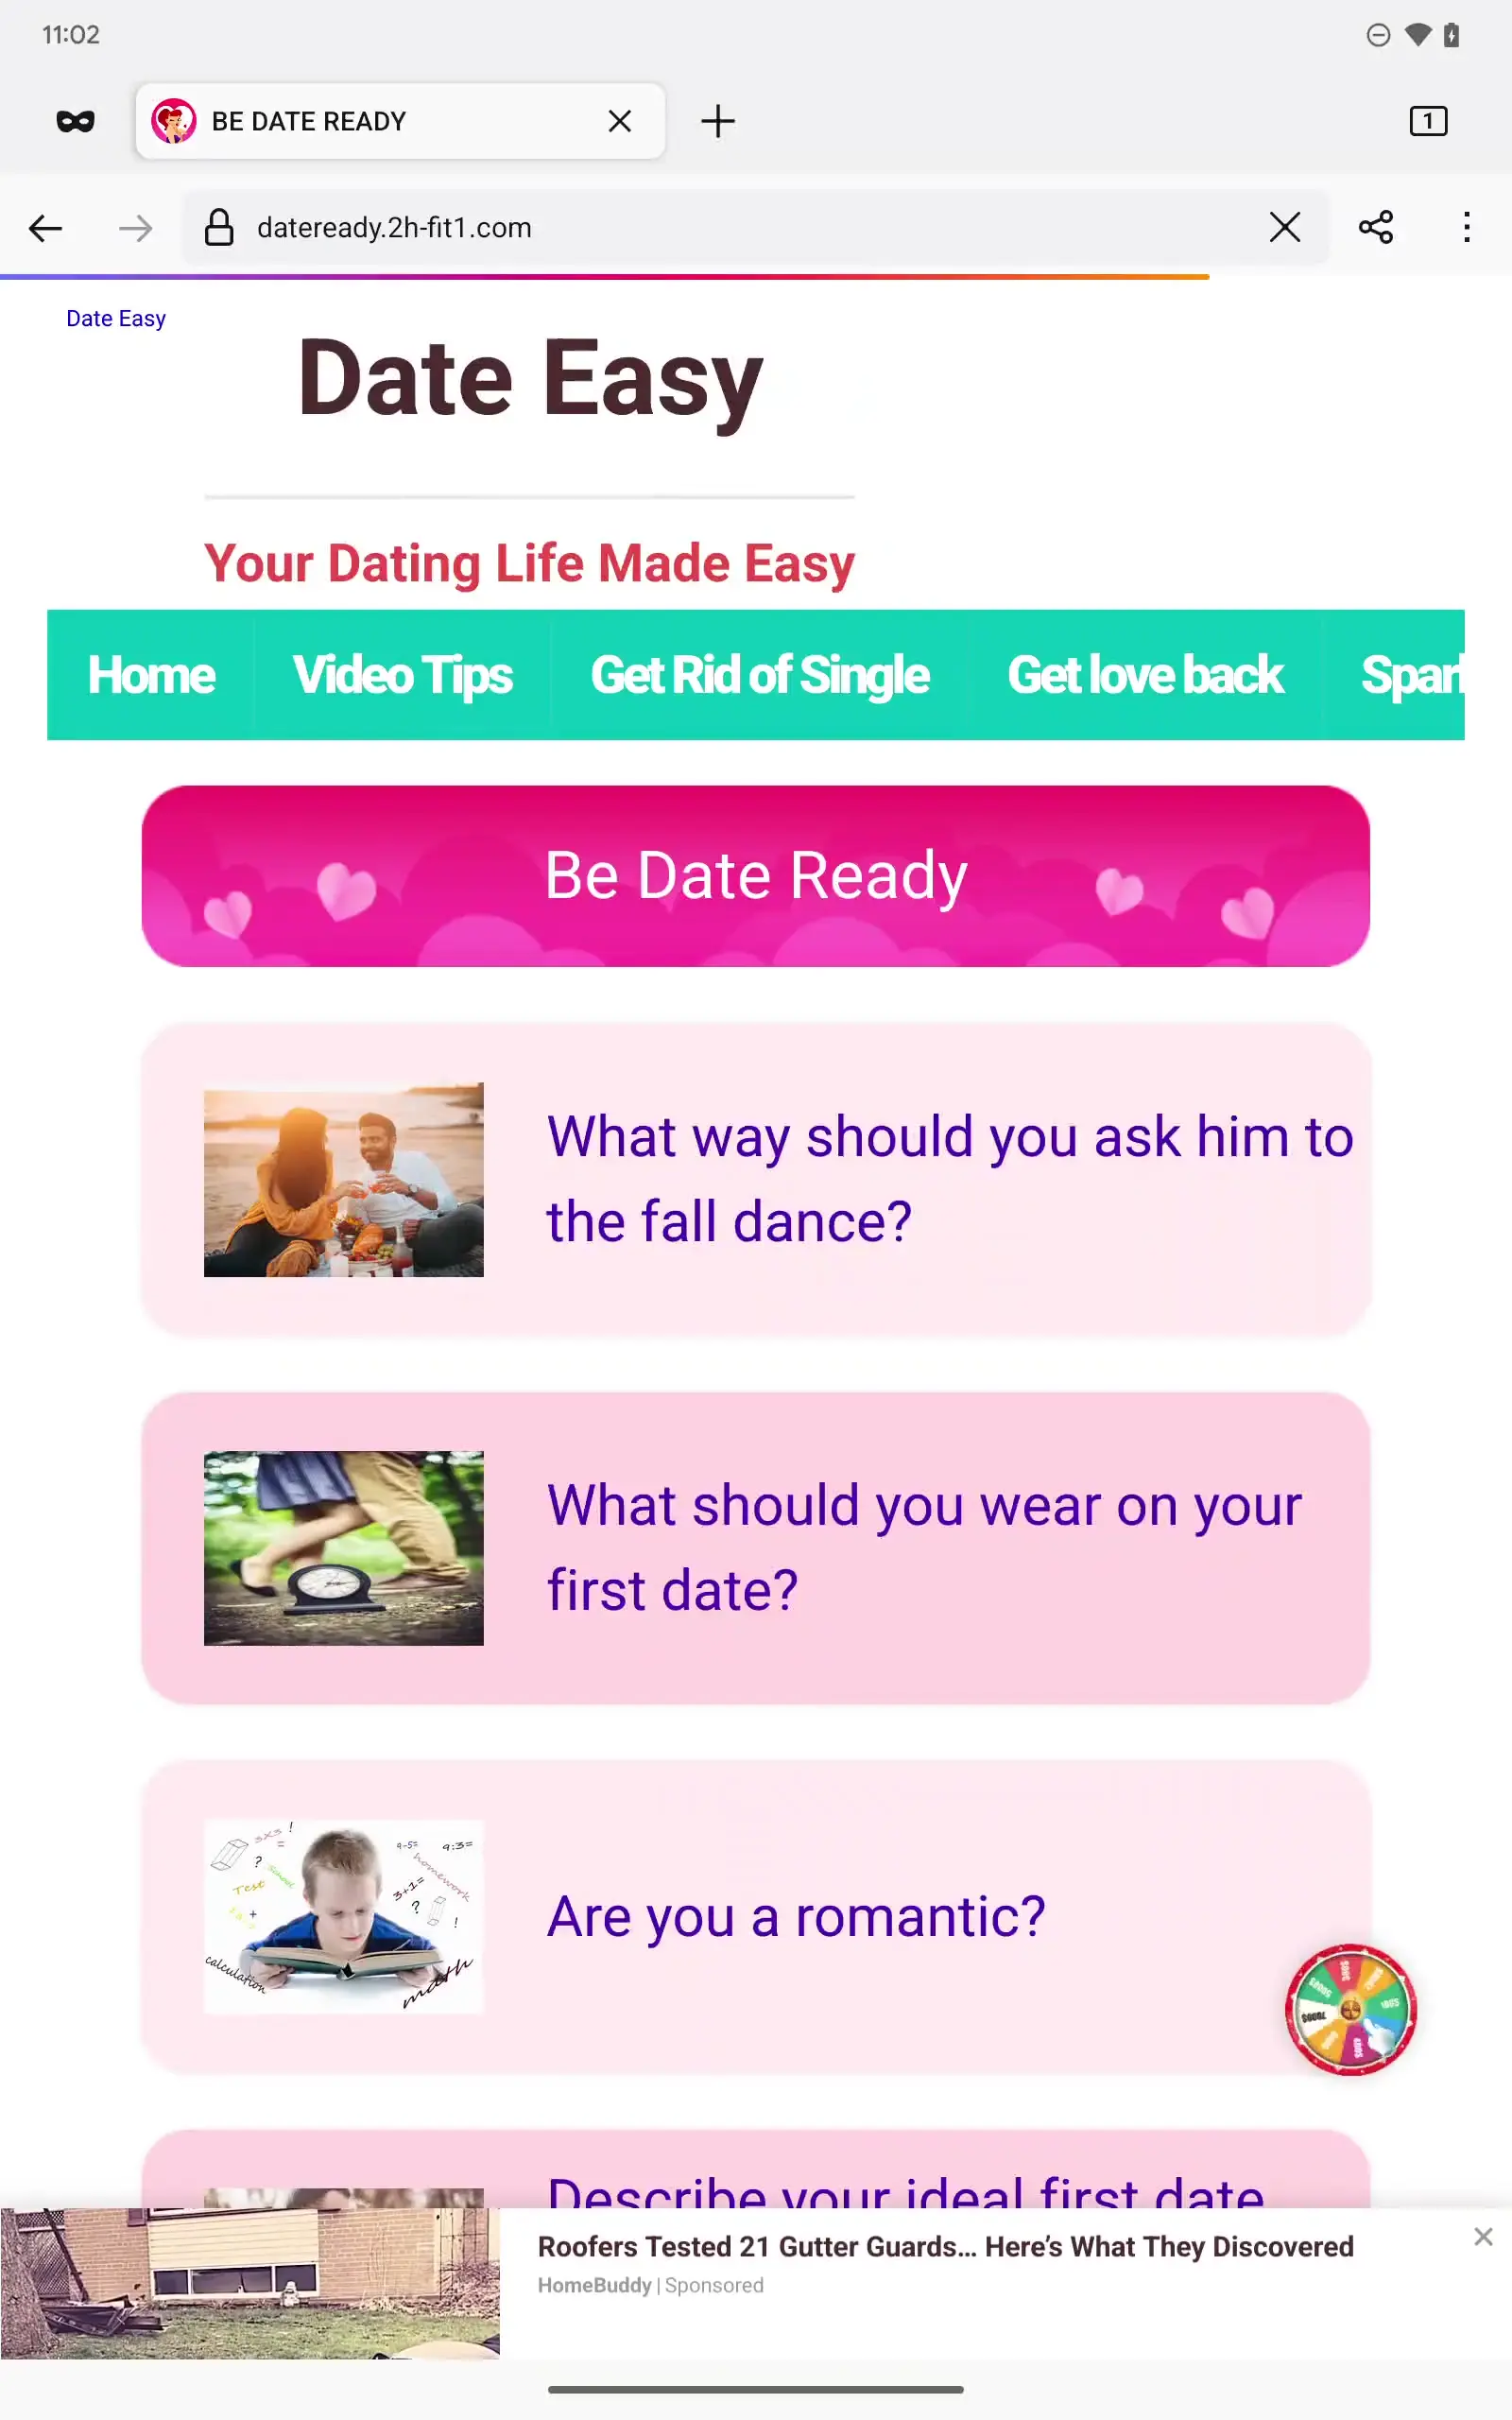 11:02
BE DATE READY
1
dateready.2h-fit1.com
Date Easy
Date Easy
Your Dating Life Made Easy
Home
Video Tips
Get Rid of Single
Get love back
Be Date Ready
What way should you ask him to
the fall dance?
What should you wear on your
first date?
calculation
math
homework
Are you a romantic?
Describe your ideal first date
Roofers Tested 21 Gutter Guards... Here's What They Discovered
HomeBuddy | Sponsored